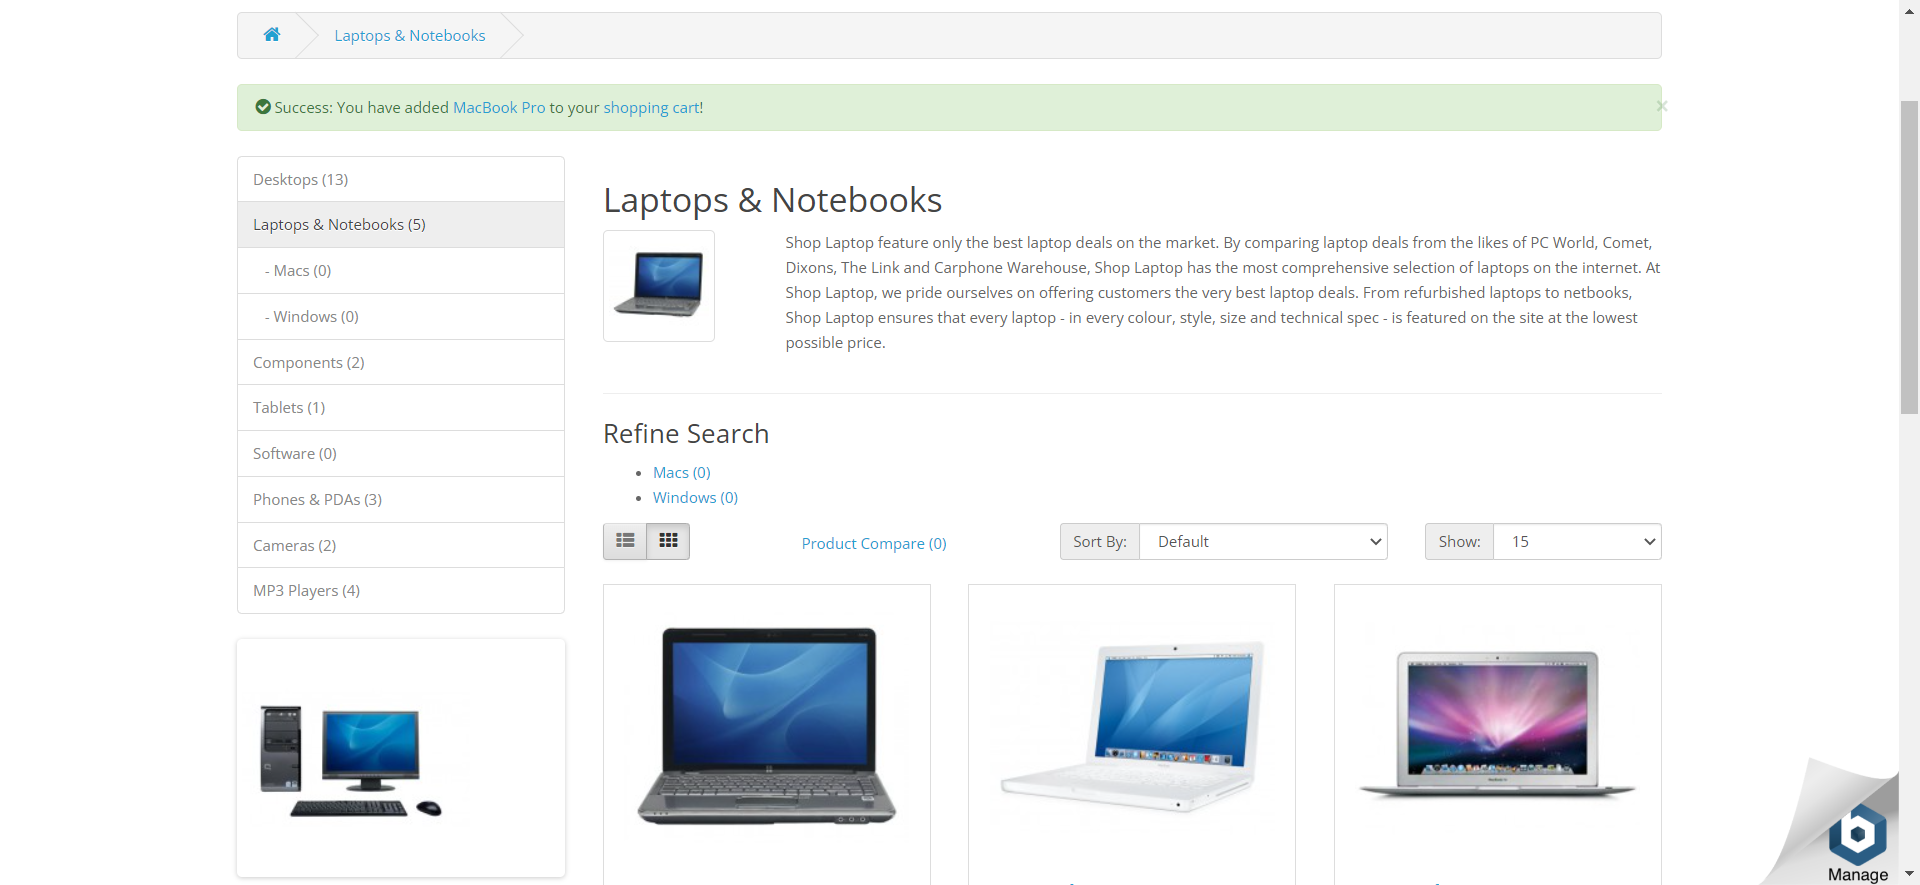 Laptops & Notebooks
Success: You have added MacBook Pro to your shopping cart!
×
Desktops (13)
Laptops & Notebooks (5)
- Macs (0)
- Windows (0)
Components (2)
Tablets (1)
Software (0)
Phones & PDAs (3)
Cameras (2)
MP3 Players (4)
Laptops & Notebooks
Shop Laptop feature only the best laptop deals on the market. By comparing laptop deals from the likes of PC World, Comet,
Dixons, The Link and Carphone Warehouse, Shop Laptop has the most comprehensive selection of laptops on the internet. At
Shop Laptop, we pride ourselves on offering customers the very best laptop deals. From refurbished laptops to netbooks,
Shop Laptop ensures that every laptop - in every colour, style, size and technical spec - is featured on the site at the lowest
possible price.
Refine Search
Macs (0)
Windows (0)
Product Compare (0)
Sort By: Default
Show: 15
Manage